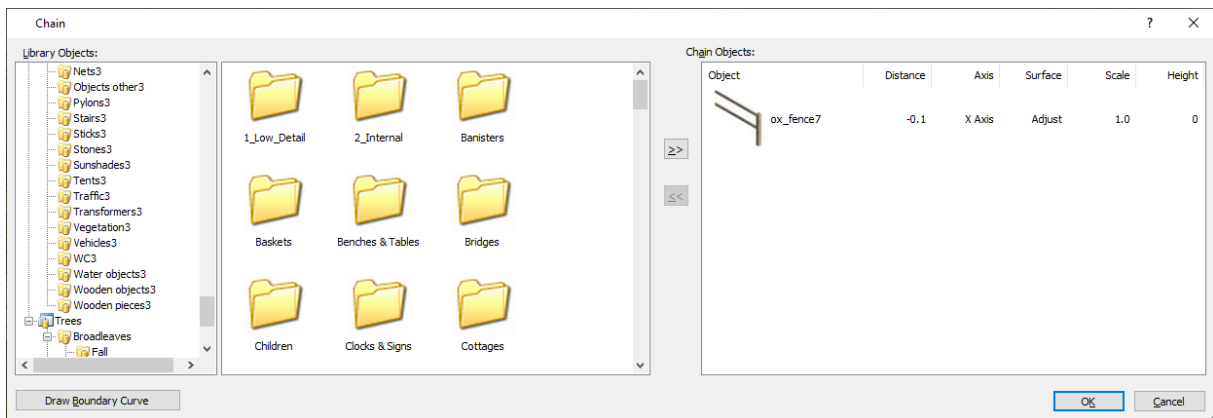 Chain
?
Library Objects:
Nets3
Objects other3
Pylons3
Stairs3
Sticks3
Stones3
Sunshades3
Tents3
Traffic3
Transformers3
Vegetation3
Vehicles3
WC3
Water objects3
Wooden objects3
Wooden pieces3
Trees
Broadleaves
Fall
1_Low_Detail 2_Internal Banisters
Baskets Benches & Tables Bridges
Children Clocks & Signs Cottages
>>
<<
Chain Objects:
Object Distance Axis Surface Scale Height
ox_fence7 -0.1 X Axis Adjust 1.0 0
Draw Boundary Curve
OK Cancel